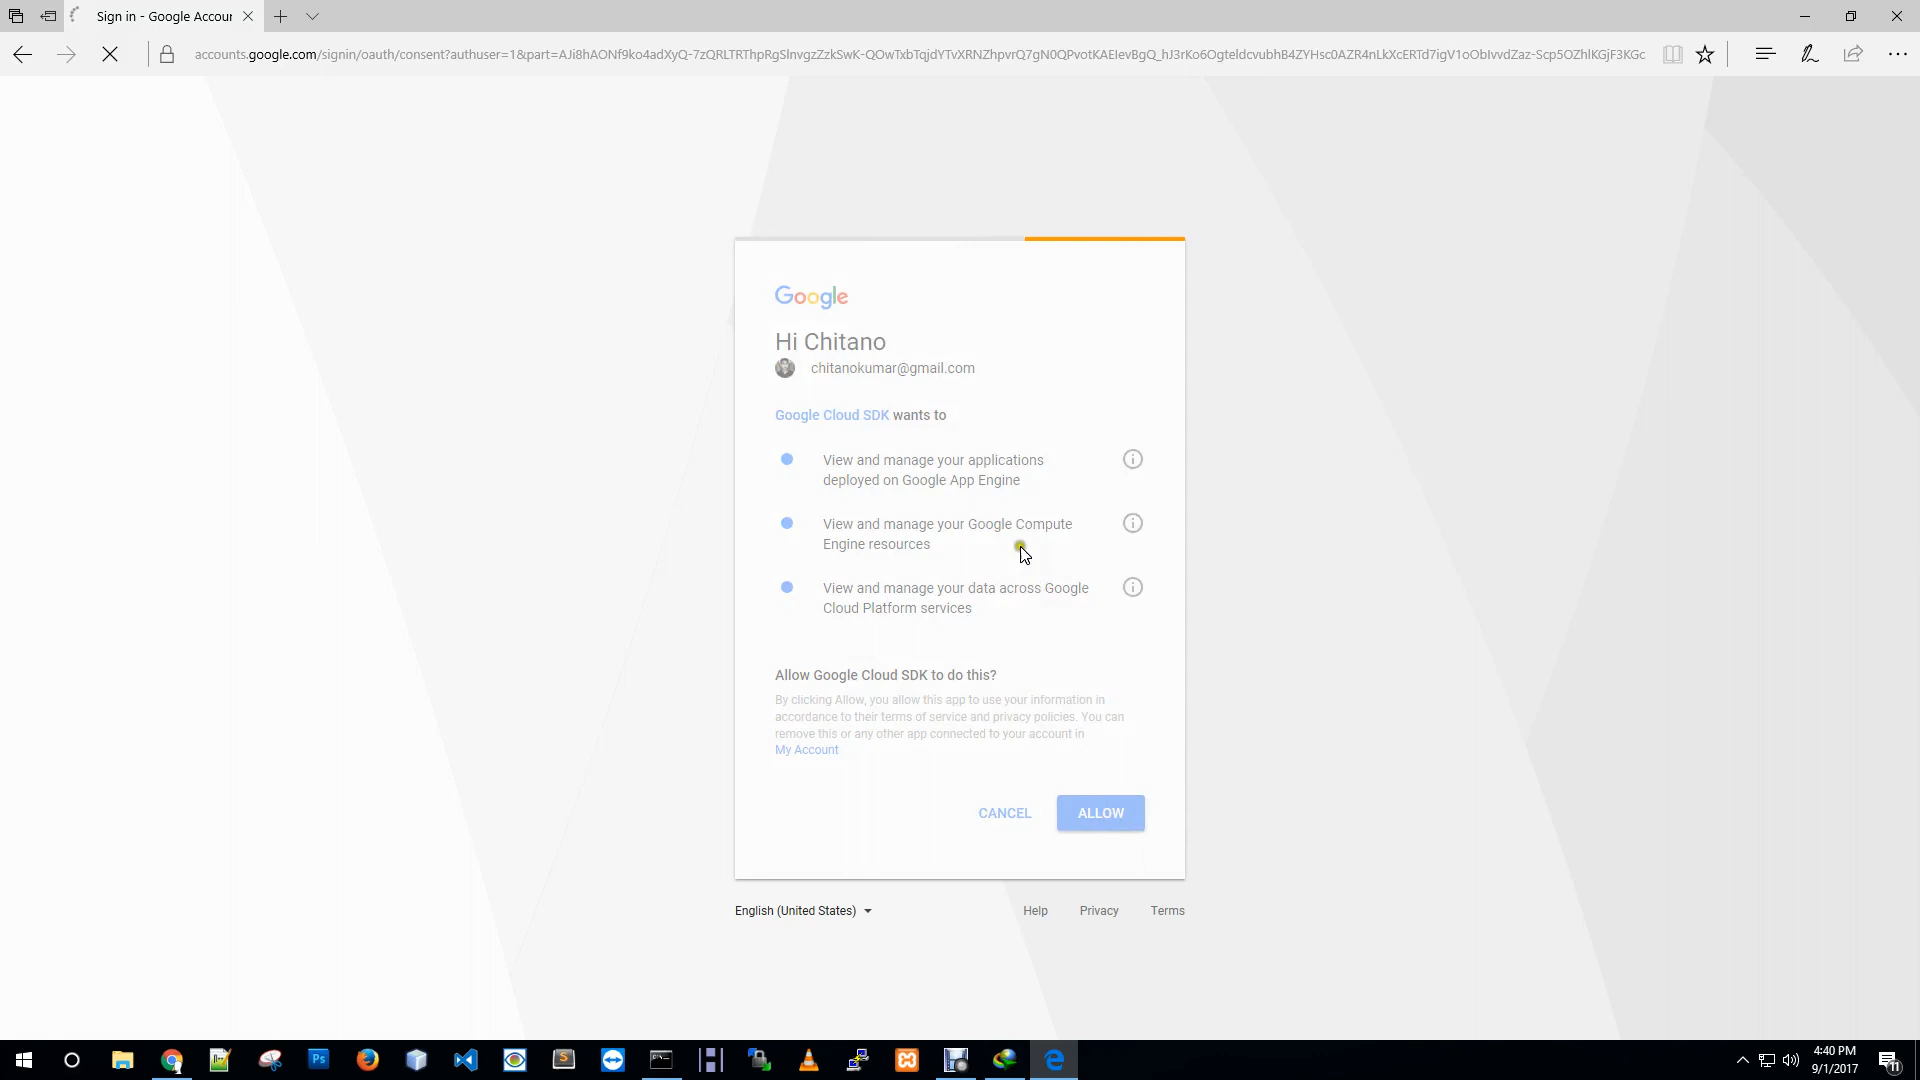 Sign in - Google Accour
accounts.google.com/signin/oauth/consent?authuser=1&part=AJi8hAONf9ko4adXyQ-7zQRLTRThpRgSlnvgzZzkSwK-QOwTxbTqjdYTvXRNZhpvrQ7gN0QPvotKAEIevBgQ_hJ3rKo6Ogteldcvubh​B4ZYHsc0AZR4nLkXcERTd7igV1oObIvvdZaz-Scp5OZhlKGjF3KGc
Google
Hi Chitano
chitanokumar@gmail.com
Google Cloud SDK wants to
View and manage your applications
deployed on Google App Engine
View and manage your Google Compute
Engine resources
View and manage your data across Google
Cloud Platform services
Allow Google Cloud SDK to do this?
By clicking Allow, you allow this app to use your information in
accordance to their terms of service and privacy policies. You can
remove this or any other app connected to your account in
My Account
CANCEL ALLOW
English (United States) Help Privacy Terms
Ps
S
4:40 PM
9/1/2017
11